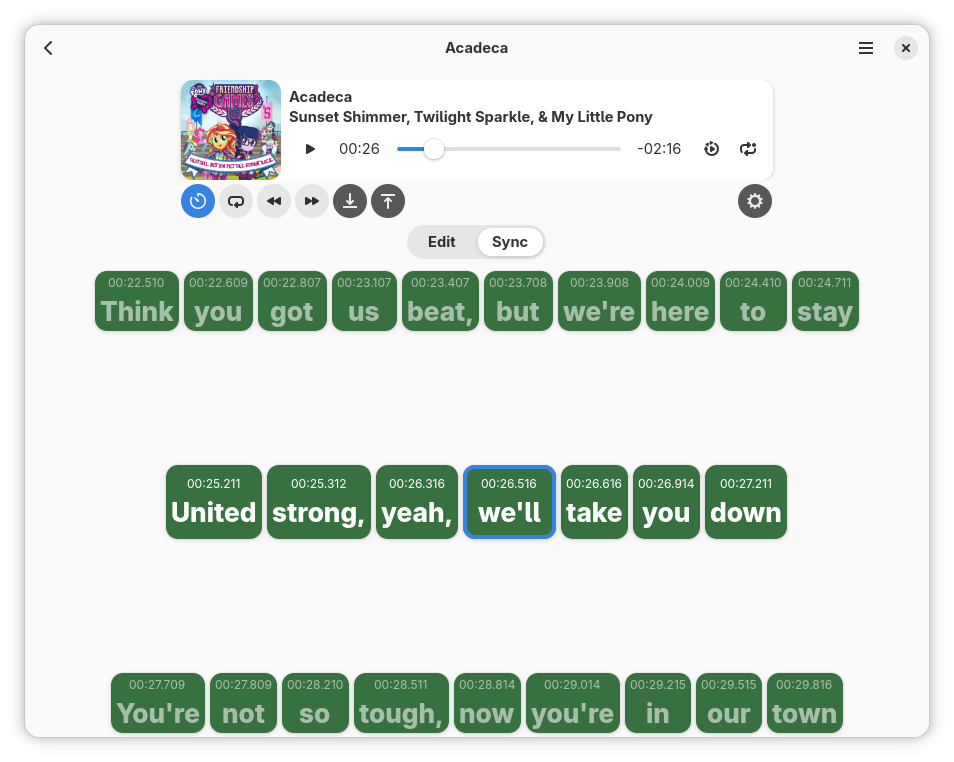 Acadeca
FRIENDSHIP
GAMES
Acadeca
Sunset Shimmer, Twilight Sparkle, & My Little Pony
00:26
-02:16
Edit
Sync
00:22.510 00:22.609 00:22.807 00:23.107 00:23.407 00:23.708 00:23.908 00:24.009 00:24.410 00:24.711
Think you got us beat, but we're here to stay
00:25.211 00:25.312 00:26.316 00:26.516 00:26.616 00:26.914 00:27.211
United strong, yeah, we'll take you down
00:27.709 00:27.809 00:28.210 00:28.511 00:28.814 00:29.014 00:29.215 00:29.515 00:29.816
You're not so tough, now you're in our town